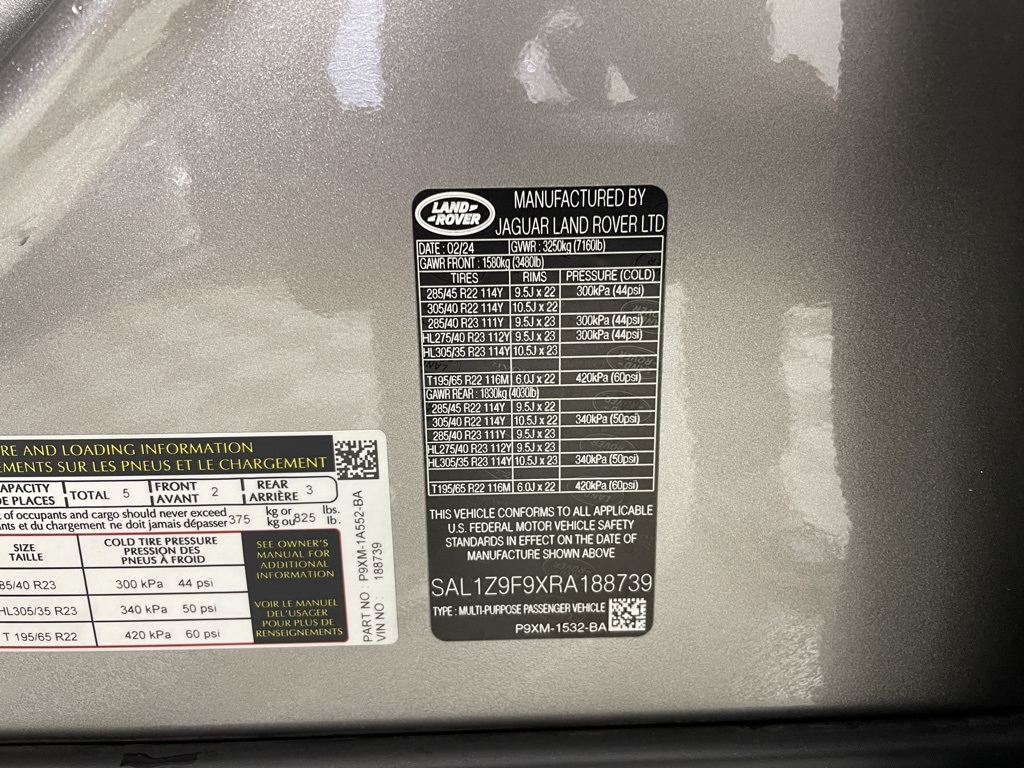 LAND-
-ROVER
MANUFACTURED BY
JAGUAR LAND ROVER LTD
DATE : 02/24 GVWR : 3250kg (7160lb)
GAWR FRONT : 1580kg (3480lb)
TIRES RIMS PRESSURE (COLD)
285/45 R22 114Y 9.5J x 22 300kPa (44psi)
305/40 R22 114Y 10.5J x 22
285/40 R23 111Y 9.5J x 23 300kPa (44psi)
HL275/40 R23 112Y 9.5J x 23 300kPa (44psi)
HL305/35 R23 114Y 10.5J x 23
T195/65 R22 116M 6.0J x 22 420kPa (60psi)
GAWR REAR : 1830kg (4030lb)
285/45 R22 114Y 9.5J x 22
305/40 R22 114Y 10.5J x 22 340kPa (50psi)
285/40 R23 111Y 9.5J x 23
HL275/40 R23 112Y 9.5J x 23
HL305/35 R23 114Y 10.5J x 23 340kPa (50psi)
T195/65 R22 116M 6.0J x 22 420kPa (60psi)
THIS VEHICLE CONFORMS TO ALL APPLICABLE
U.S. FEDERAL MOTOR VEHICLE SAFETY
STANDARDS IN EFFECT ON THE DATE OF
MANUFACTURE SHOWN ABOVE
SAL1Z9F9XRA188739
TYPE : MULTI-PURPOSE PASSENGER VEHICLE
P9XM-1532-BA
RE AND LOADING INFORMATION
EMENTS SUR LES PNEUS ET LE CHARGEMENT
APACITY
DE PLACES
TOTAL 5
FRONT
AVANT 2
REAR
ARRIÈRE 3
of occupants and cargo should never exceed
nts et du chargement ne doit jamais dépasser
375 kg or
kg ou
825 lbs.
lb.
SIZE
TAILLE
COLD TIRE PRESSURE
PRESSION DES
PNEUS À FROID
85/40 R23 300 kPa 44 psi
HL305/35 R23 340 kPa 50 psi
T 195/65 R22 420 kPa 60 psi
SEE OWNER'S
MANUAL FOR
ADDITIONAL
INFORMATION
VOIR LE MANUEL
DEL'USAGER
POUR PLUS DE
RENSEIGNEMENTS
PART NO : P9XM-1A552-BA
VIN NO : 188739